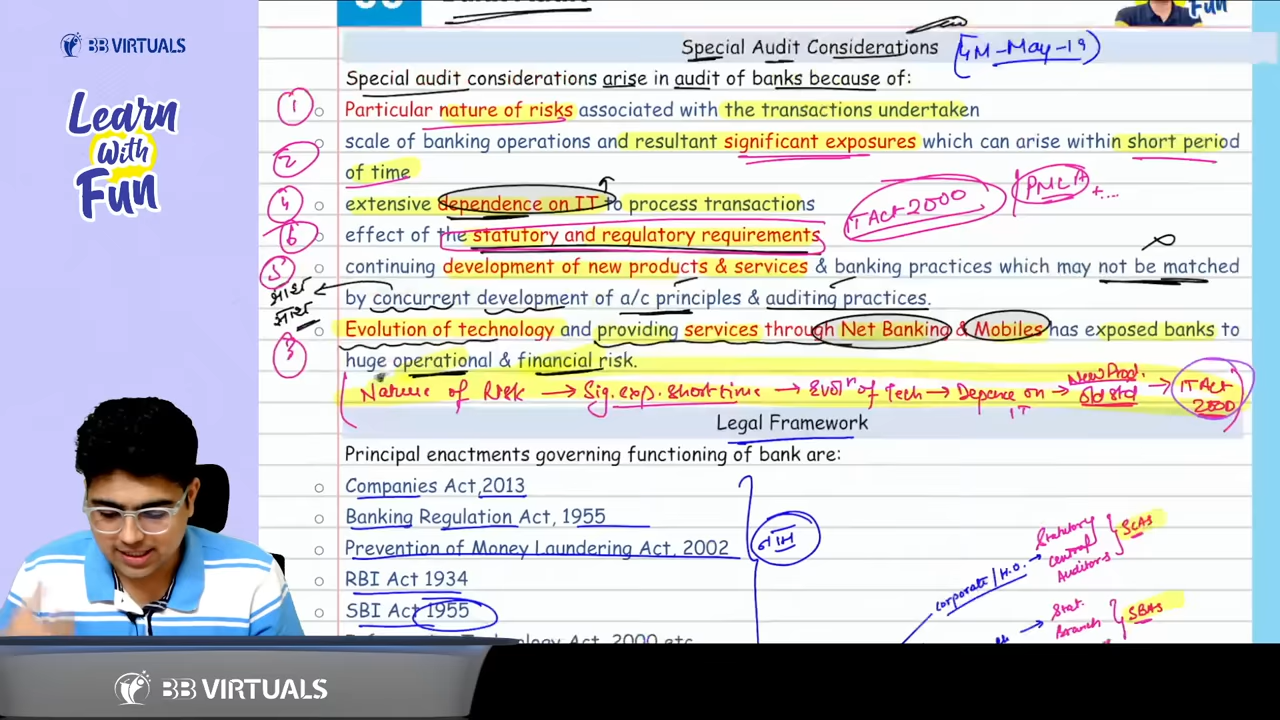 BB VIRTUALS
Learn
With
Fun
Fun
Special Audit Considerations (4M-May-19)
Special audit considerations arise in audit of banks because of:
1 Particular nature of risks associated with the transactions undertaken
2 scale of banking operations and resultant significant exposures which can arise within short period
of time
4 extensive dependence on IT to process transactions
IT Act 2000
PMLA
+...
6 effect of the statutory and regulatory requirements
5 continuing development of new products & services & banking practices which may not be matched
by concurrent development of a/c principles & auditing practices.
साथ
साथ
3 Evolution of technology and providing services through Net Banking & Mobiles has exposed banks to
huge operational & financial risk.
(Nature of Risk → Sig. exp. short time → Evolⁿ of Tech → Depence on IT → New Prod. old std → IT Act 2000)
Legal Framework
Principal enactments governing functioning of bank are:
Companies Act,2013
Banking Regulation Act, 1955
Prevention of Money Laundering Act, 2002
RBI Act 1934
SBI Act 1955
Technology Act, 2000 etc
नाम
Corporate/H.O. → Statutory Central Auditors } SCAS
→ Stat. Branch } SBAS
BB VIRTUALS